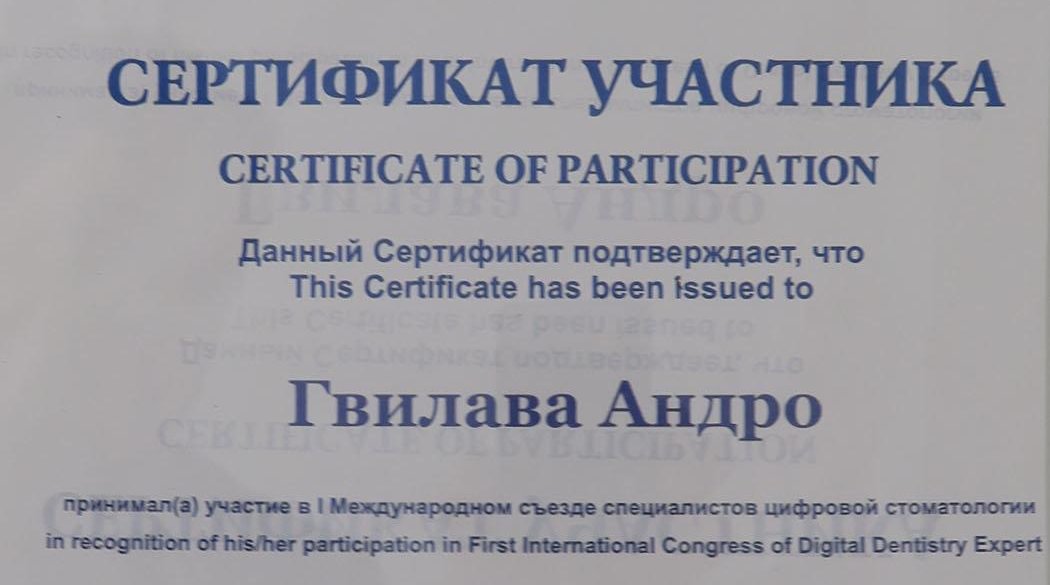 СЕРТИФИКАТ УЧАСТНИКА
CERTIFICATE OF PARTICIPATION
Данный Сертификат подтверждает, что
This Certificate has been issued to
Гвилава Андро
принимал(а) участие в I Международном съезде специалистов цифровой стоматологии
in recognition of his/her participation in First International Congress of Digital Dentistry Expert